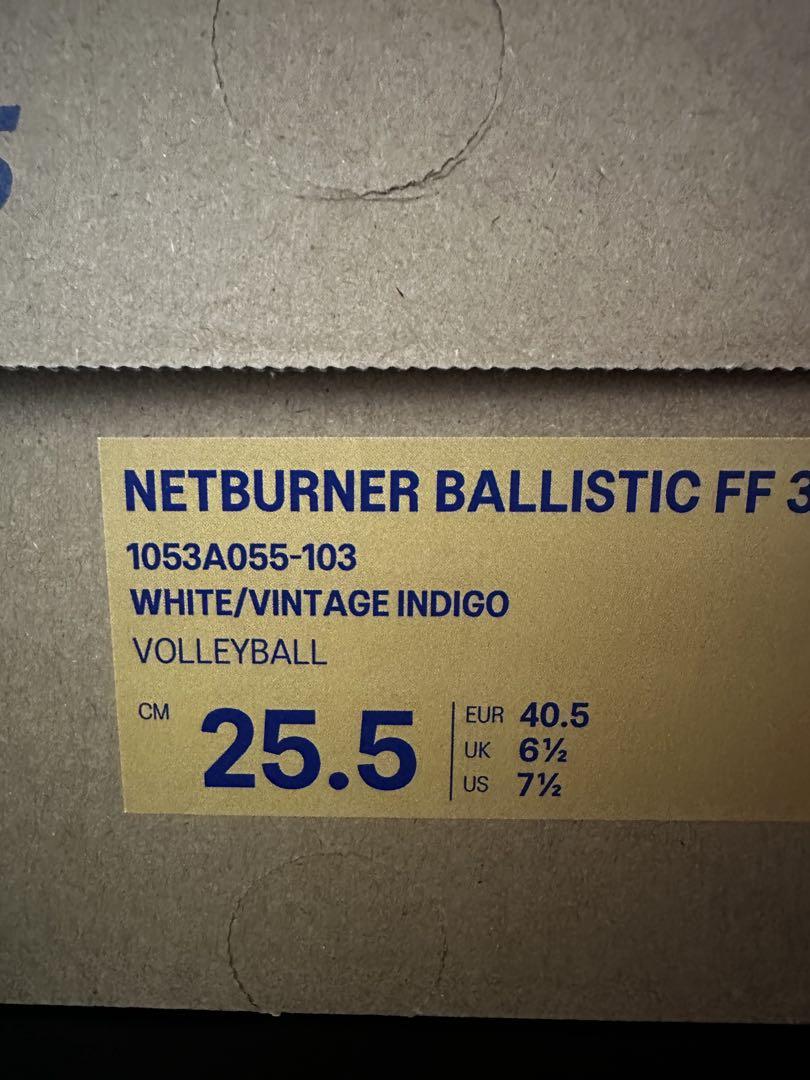 NETBURNER BALLISTIC FF 3
1053A055-103
WHITE/VINTAGE INDIGO
VOLLEYBALL
CM 25.5
EUR 40.5
UK 6½
US 7½